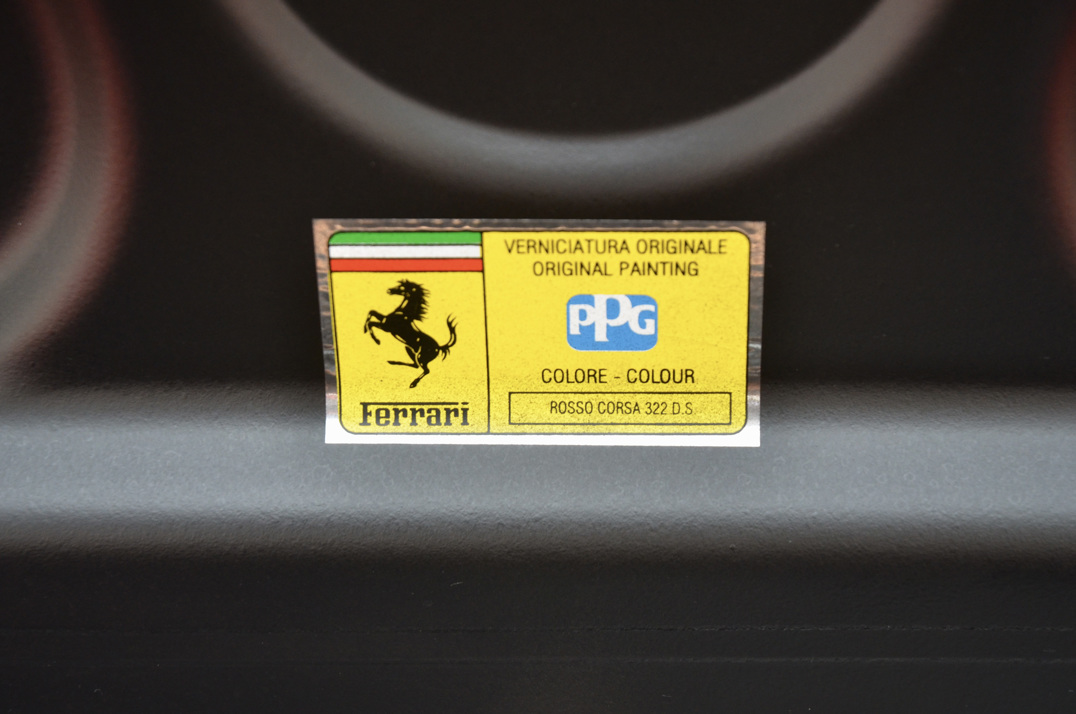 Ferrari
VERNICIATURA ORIGINALE
ORIGINAL PAINTING
PPG
COLORE - COLOUR
ROSSO CORSA 322 D.S.